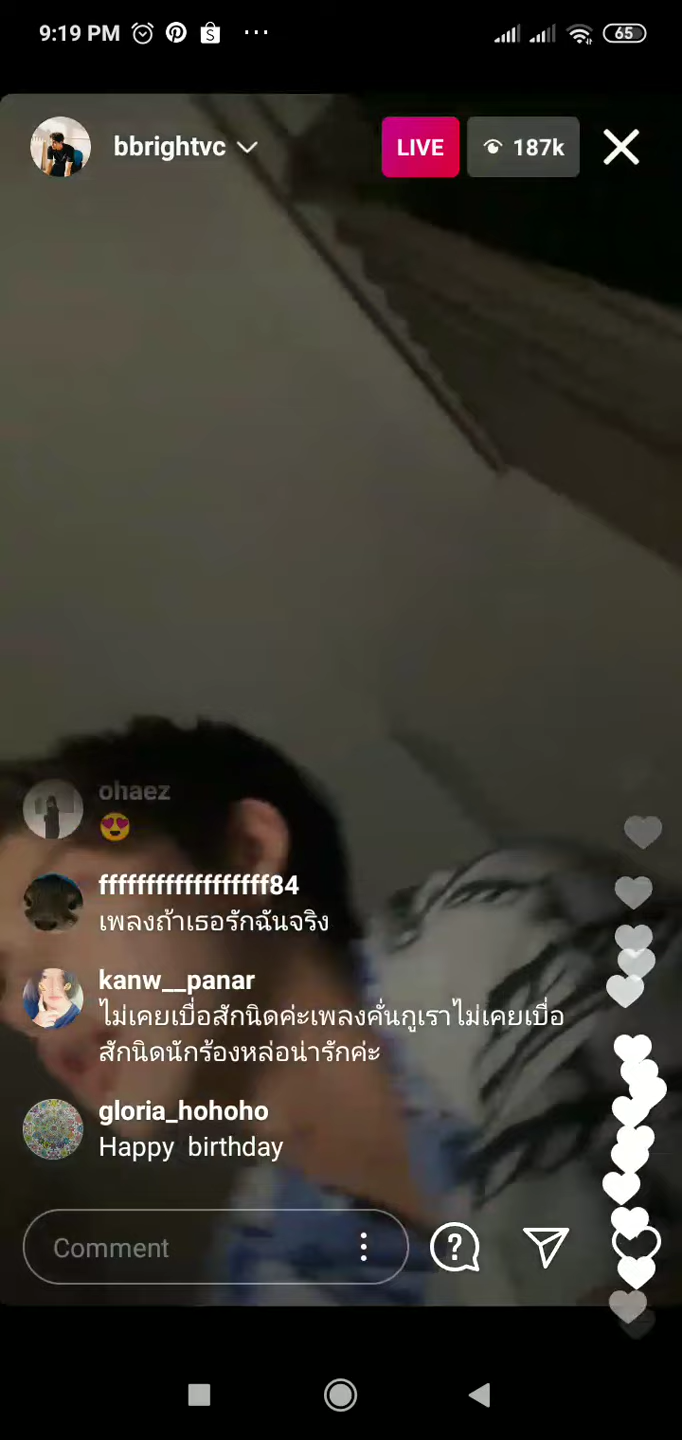 9:19 PM
65
bbrightvc
LIVE
187k
ohaez
😍
ffffffffffffffffff84
เพลงถ้าเธอรักฉันจริง
kanw__panar
ไม่เคยเบื่อสักนิดค่ะเพลงคั่นกูเราไม่เคยเบื่อ
สักนิดนักร้องหล่อน่ารักค่ะ
gloria_hohoho
Happy birthday
Comment